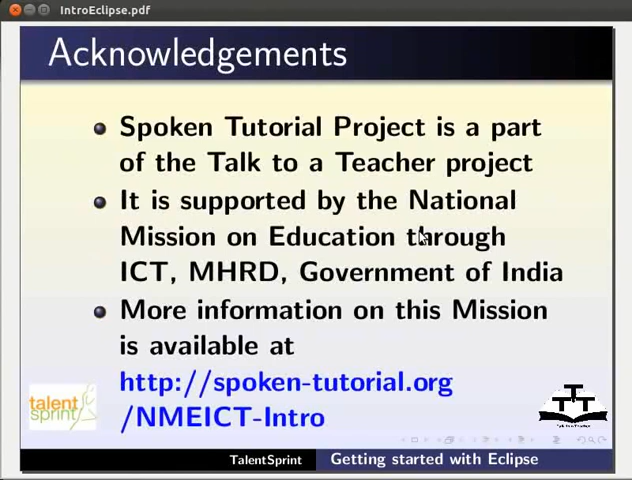 IntroEclipse.pdf
Acknowledgements
Spoken Tutorial Project is a part
of the Talk to a Teacher project
It is supported by the National
Mission on Education through
ICT, MHRD, Government of India
More information on this Mission
is available at
http://spoken-tutorial.org
/NMEICT-Intro
talent
sprint
TTT
TalentSprint
Getting started with Eclipse